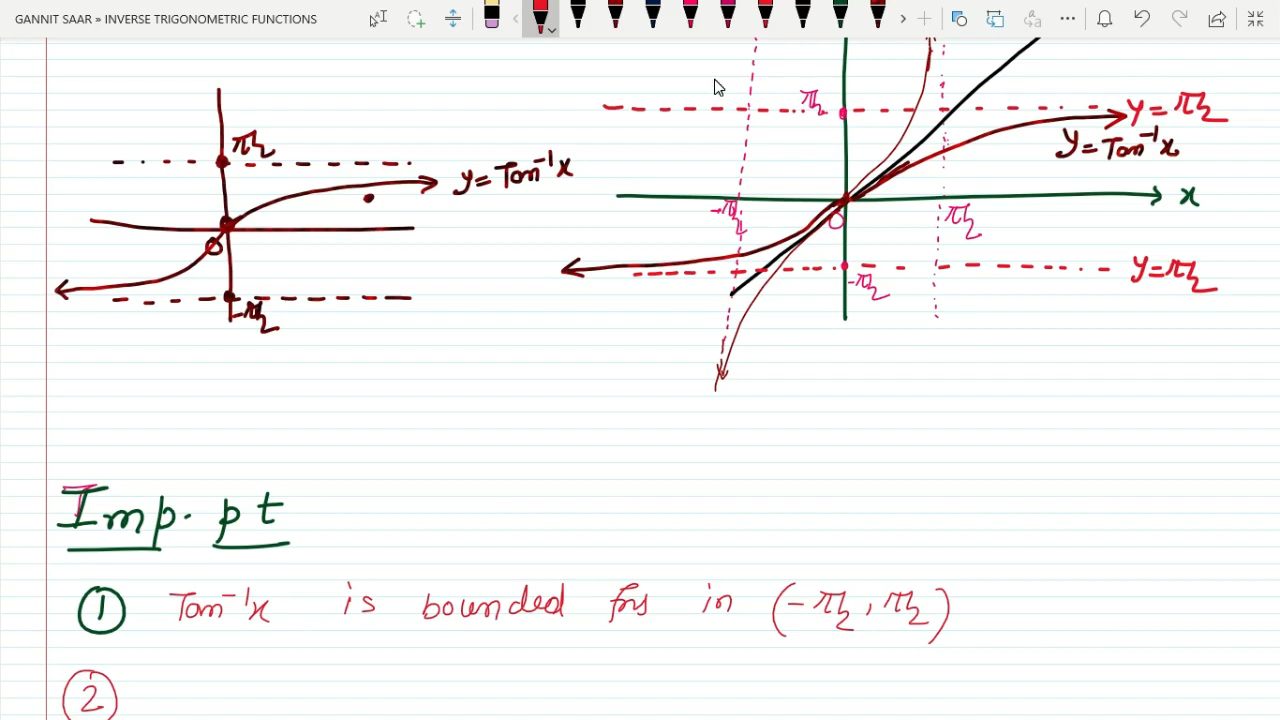 GANNIT SAAR » INVERSE TRIGONOMETRIC FUNCTIONS
π/2
y = Tan⁻¹x
O
-π/2
π/2
y = π/2
y = Tan⁻¹x
x
-π/2
O
π/2
-π/2
y = π/2
Imp. pt
① Tan⁻¹x is bounded fns in (-π/2, π/2)
②